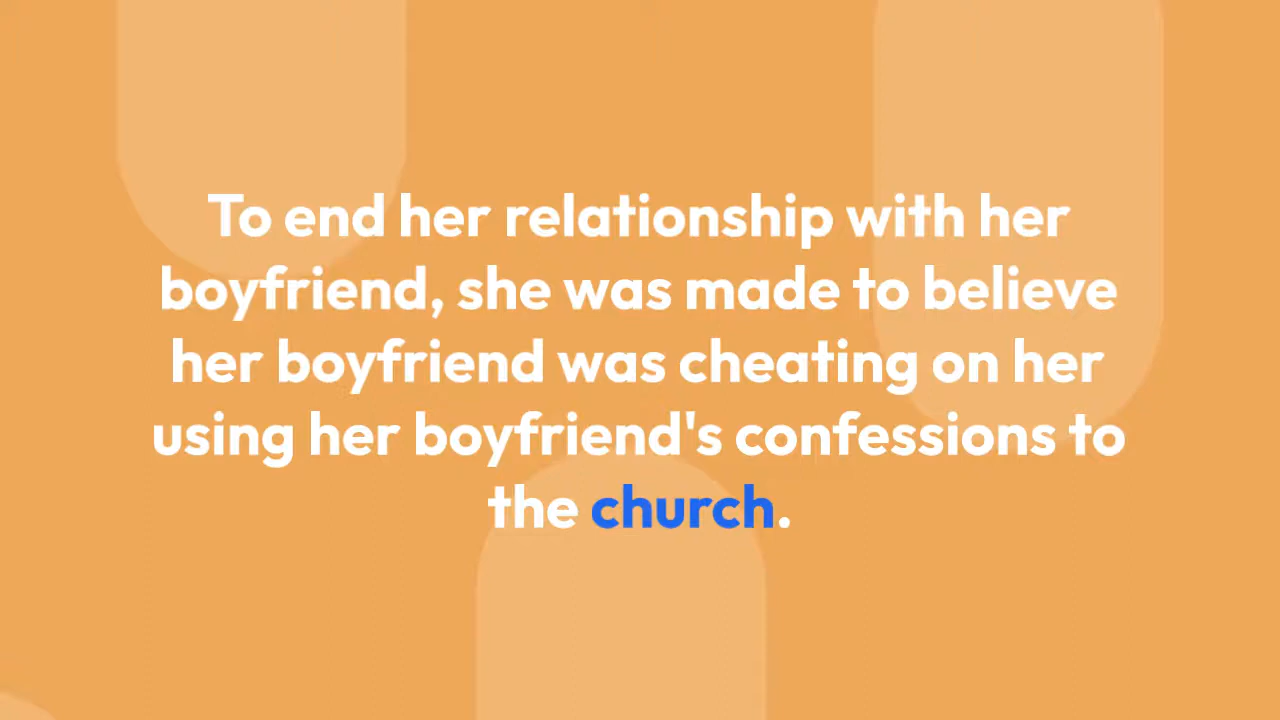 To end her relationship with her
boyfriend, she was made to believe
her boyfriend was cheating on her
using her boyfriend's confessions to
the church.